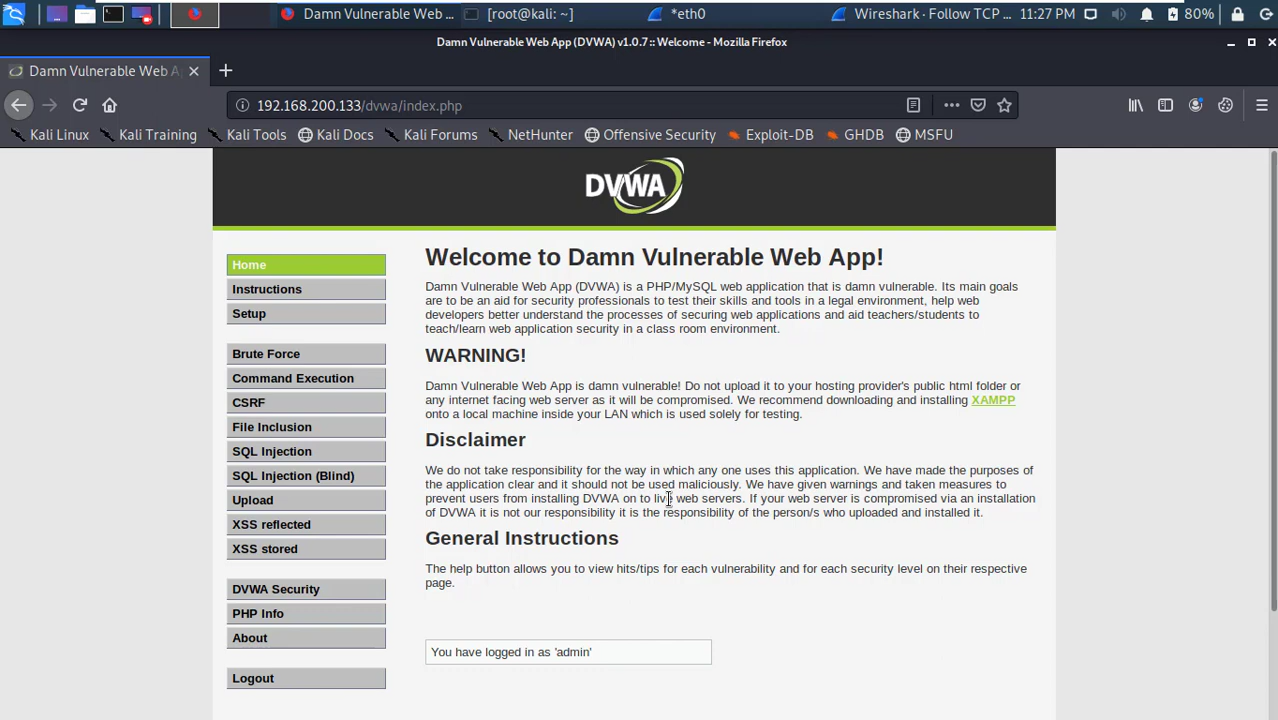 Damn Vulnerable Web ...
[root@kali: ~]
*eth0
Wireshark · Follow TCP ...
11:27 PM
80%
Damn Vulnerable Web App (DVWA) v1.0.7 :: Welcome - Mozilla Firefox
Damn Vulnerable Web A
192.168.200.133/dvwa/index.php
Kali Linux
Kali Training
Kali Tools
Kali Docs
Kali Forums
NetHunter
Offensive Security
Exploit-DB
GHDB
MSFU
DVWA
Home
Instructions
Setup
Brute Force
Command Execution
CSRF
File Inclusion
SQL Injection
SQL Injection (Blind)
Upload
XSS reflected
XSS stored
DVWA Security
PHP Info
About
Logout
Welcome to Damn Vulnerable Web App!
Damn Vulnerable Web App (DVWA) is a PHP/MySQL web application that is damn vulnerable. Its main goals
are to be an aid for security professionals to test their skills and tools in a legal environment, help web
developers better understand the processes of securing web applications and aid teachers/students to
teach/learn web application security in a class room environment.
WARNING!
Damn Vulnerable Web App is damn vulnerable! Do not upload it to your hosting provider's public html folder or
any internet facing web server as it will be compromised. We recommend downloading and installing XAMPP
onto a local machine inside your LAN which is used solely for testing.
Disclaimer
We do not take responsibility for the way in which any one uses this application. We have made the purposes of
the application clear and it should not be used maliciously. We have given warnings and taken measures to
prevent users from installing DVWA on to live web servers. If your web server is compromised via an installation
of DVWA it is not our responsibility it is the responsibility of the person/s who uploaded and installed it.
General Instructions
The help button allows you to view hits/tips for each vulnerability and for each security level on their respective
page.
You have logged in as 'admin'